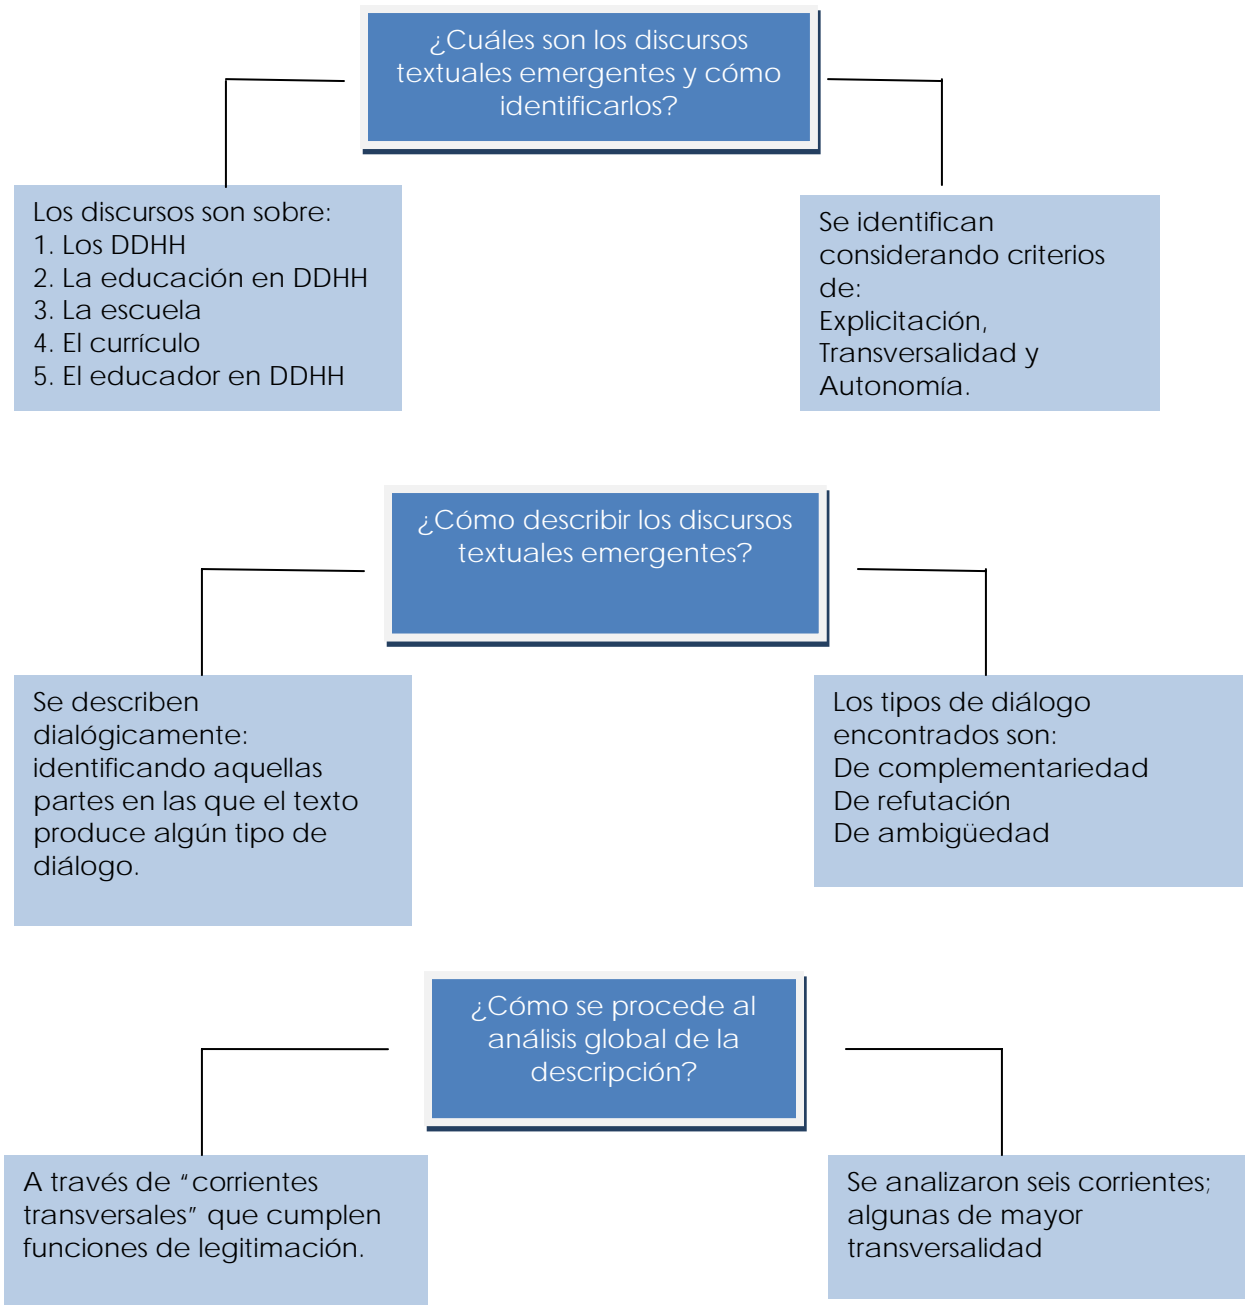 ¿Cuáles son los discursos
textuales emergentes y cómo
identificarlos?
Los discursos son sobre:
1. Los DDHH
2. La educación en DDHH
3. La escuela
4. El currículo
5. El educador en DDHH
Se identifican
considerando criterios
de:
Explicitación,
Transversalidad y
Autonomía.
¿Cómo describir los discursos
textuales emergentes?
Se describen
dialógicamente:
identificando aquellas
partes en las que el texto
produce algún tipo de
diálogo.
Los tipos de diálogo
encontrados son:
De complementariedad
De refutación
De ambigüedad
¿Cómo se procede al
análisis global de la
descripción?
A través de “corrientes
transversales” que cumplen
funciones de legitimación.
Se analizaron seis corrientes;
algunas de mayor
transversalidad